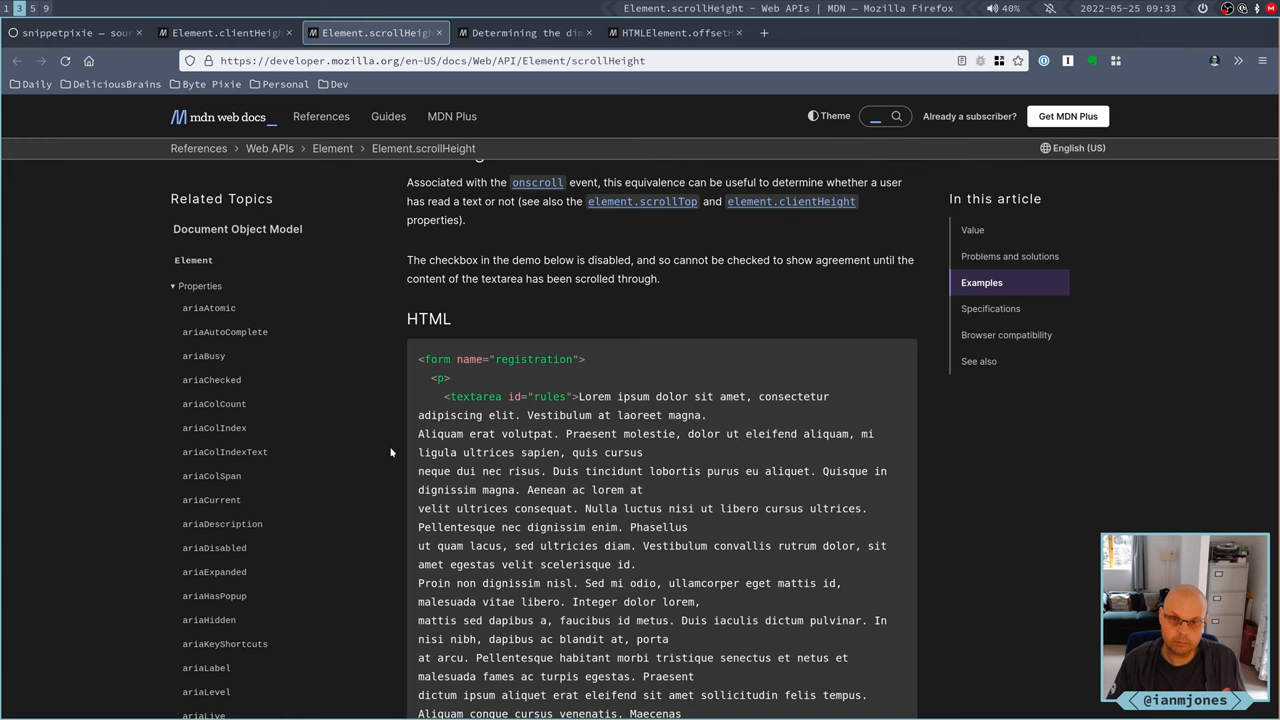 1 3 5 9
Element.scrollHeight - Web APIs | MDN — Mozilla Firefox
40%
2022-05-25 09:33
snippetpixie — sour
Element.clientHeigh
Element.scrollHeigh
Determining the dim
HTMLElement.offsetH
https://developer.mozilla.org/en-US/docs/Web/API/Element/scrollHeight
Daily
DeliciousBrains
Byte Pixie
Personal
Dev
mdn web docs_
References
Guides
MDN Plus
Theme
Already a subscriber?
Get MDN Plus
References
Web APIs
Element
Element.scrollHeight
English (US)
Related Topics
Document Object Model
Element
Properties
ariaAtomic
ariaAutoComplete
ariaBusy
ariaChecked
ariaColCount
ariaColIndex
ariaColIndexText
ariaColSpan
ariaCurrent
ariaDescription
ariaDisabled
ariaExpanded
ariaHasPopup
ariaHidden
ariaKeyShortcuts
ariaLabel
ariaLevel
ariaLive
Associated with the onscroll event, this equivalence can be useful to determine whether a user
has read a text or not (see also the element.scrollTop and element.clientHeight
properties).
The checkbox in the demo below is disabled, and so cannot be checked to show agreement until the
content of the textarea has been scrolled through.
HTML
<form name="registration">
<p>
<textarea id="rules">Lorem ipsum dolor sit amet, consectetur
adipiscing elit. Vestibulum at laoreet magna.
Aliquam erat volutpat. Praesent molestie, dolor ut eleifend aliquam, mi
ligula ultrices sapien, quis cursus
neque dui nec risus. Duis tincidunt lobortis purus eu aliquet. Quisque in
dignissim magna. Aenean ac lorem at
velit ultrices consequat. Nulla luctus nisi ut libero cursus ultrices.
Pellentesque nec dignissim enim. Phasellus
ut quam lacus, sed ultricies diam. Vestibulum convallis rutrum dolor, sit
amet egestas velit scelerisque id.
Proin non dignissim nisl. Sed mi odio, ullamcorper eget mattis id,
malesuada vitae libero. Integer dolor lorem,
mattis sed dapibus a, faucibus id metus. Duis iaculis dictum pulvinar. In
nisi nibh, dapibus ac blandit at, porta
at arcu. Pellentesque habitant morbi tristique senectus et netus et
malesuada fames ac turpis egestas. Praesent
dictum ipsum aliquet erat eleifend sit amet sollicitudin felis tempus.
Aliquam congue cursus venenatis. Maecenas
In this article
Value
Problems and solutions
Examples
Specifications
Browser compatibility
See also
@ianmjones